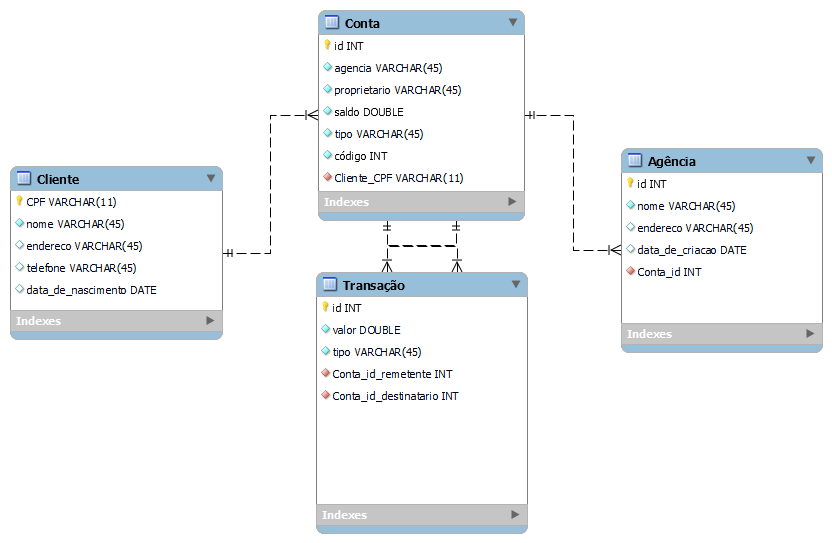 Conta
id INT
agencia VARCHAR(45)
proprietario VARCHAR(45)
saldo DOUBLE
tipo VARCHAR(45)
código INT
Cliente_CPF VARCHAR(11)
Indexes
Cliente
CPF VARCHAR(11)
nome VARCHAR(45)
endereco VARCHAR(45)
telefone VARCHAR(45)
data_de_nascimento DATE
Indexes
Agência
id INT
nome VARCHAR(45)
endereco VARCHAR(45)
data_de_criacao DATE
Conta_id INT
Indexes
Transação
id INT
valor DOUBLE
tipo VARCHAR(45)
Conta_id_remetente INT
Conta_id_destinatario INT
Indexes